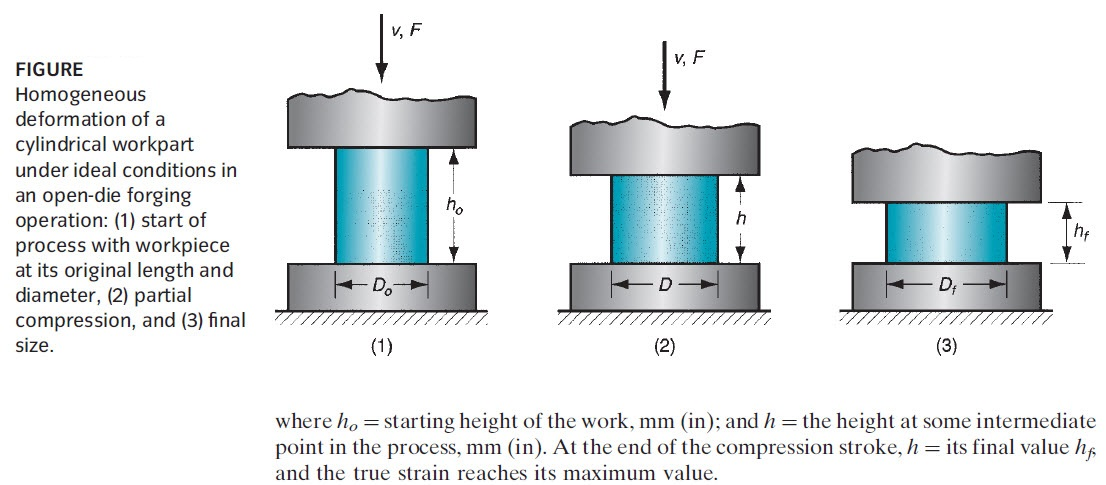 FIGURE
Homogeneous
deformation of a
cylindrical workpart
under ideal conditions in
an open-die forging
operation: (1) start of
process with workpiece
at its original length and
diameter, (2) partial
compression, and (3) final
size.
v, F
v, F
hₒ
h
h_f
Dₒ
D
D_f
(1)
(2)
(3)
where hₒ = starting height of the work, mm (in); and h = the height at some intermediate
point in the process, mm (in). At the end of the compression stroke, h = its final value h_f,
and the true strain reaches its maximum value.